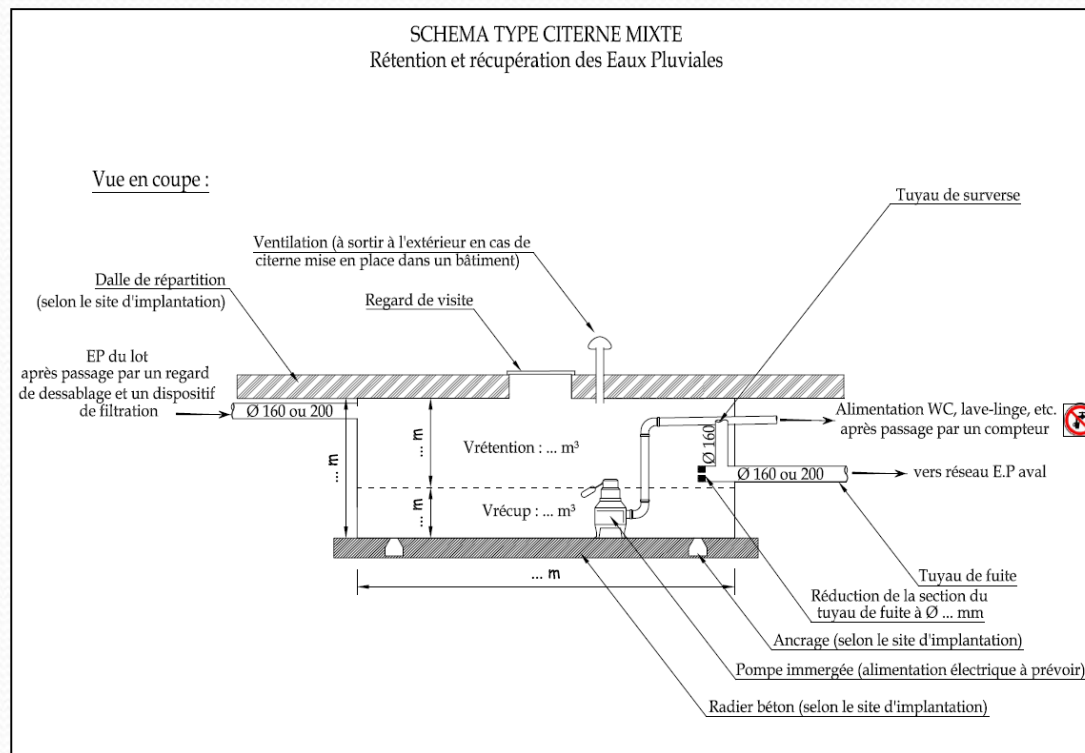 SCHEMA TYPE CITERNE MIXTE
Rétention et récupération des Eaux Pluviales
Vue en coupe :
Tuyau de surverse
Ventilation (à sortir à l'extérieur en cas de
citerne mise en place dans un bâtiment)
Dalle de répartition
(selon le site d'implantation)
Regard de visite
EP du lot
après passage par un regard
de dessablage et un dispositif
de filtration
Ø 160 ou 200
Alimentation WC, lave-linge, etc.
après passage par un compteur
... m
... m
Vrétention : ... m³
Ø 160
Ø 160 ou 200
vers réseau E.P aval
... m
Vrécup : ... m³
... m
Tuyau de fuite
Réduction de la section du
tuyau de fuite à Ø ... mm
Ancrage (selon le site d'implantation)
Pompe immergée (alimentation électrique à prévoir)
Radier béton (selon le site d'implantation)